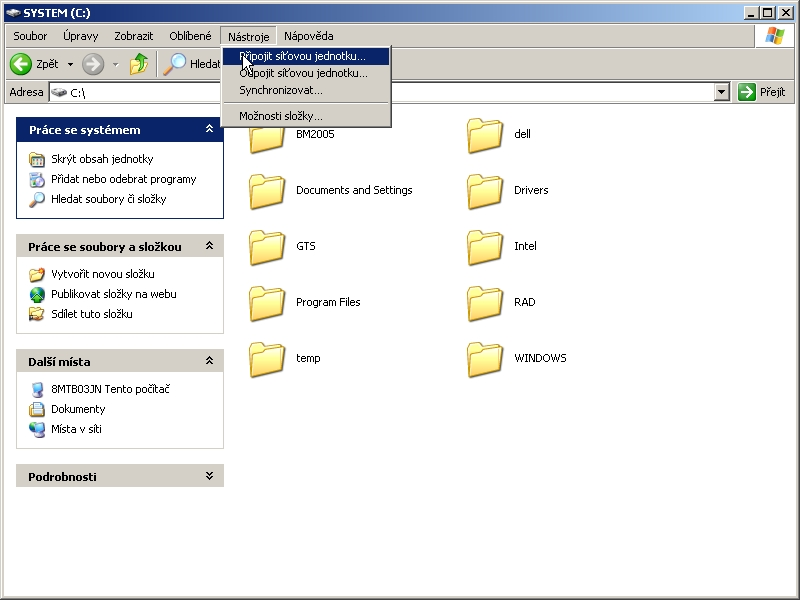 SYSTEM (C:)
Soubor Úpravy Zobrazit Oblíbené Nástroje Nápověda
Zpět Hledat
Připojit síťovou jednotku...
Odpojit síťovou jednotku...
Synchronizovat...
Možnosti složky...
Adresa C:\ Přejít
Práce se systémem
Skrýt obsah jednotky
Přidat nebo odebrat programy
Hledat soubory či složky
Práce se soubory a složkou
Vytvořit novou složku
Publikovat složky na webu
Sdílet tuto složku
Další místa
8MTB03JN Tento počítač
Dokumenty
Místa v síti
Podrobnosti
BM2005 dell
Documents and Settings Drivers
GTS Intel
Program Files RAD
temp WINDOWS